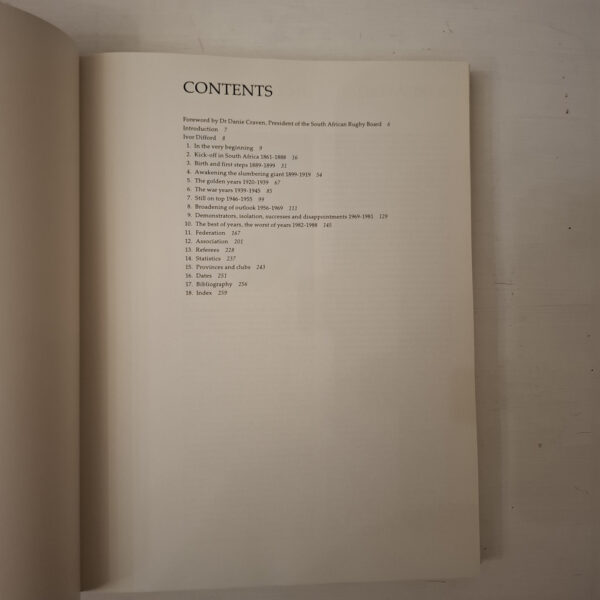 CONTENTS
Foreword by Dr Danie Craven, President of the South African Rugby Board 6
Introduction 7
Ivor Difford 8
1. In the very beginning 9
2. Kick-off in South Africa 1861-1888 16
3. Birth and first steps 1889-1899 31
4. Awakening the slumbering giant 1899-1919 54
5. The golden years 1920-1939 67
6. The war years 1939-1945 85
7. Still on top 1946-1955 99
8. Broadening of outlook 1956-1969 111
9. Demonstrators, isolation, successes and disappointments 1969-1981 129
10. The best of years, the worst of years 1982-1988 145
11. Federation 167
12. Association 201
13. Referees 228
14. Statistics 237
15. Provinces and clubs 243
16. Dates 251
17. Bibliography 256
18. Index 259